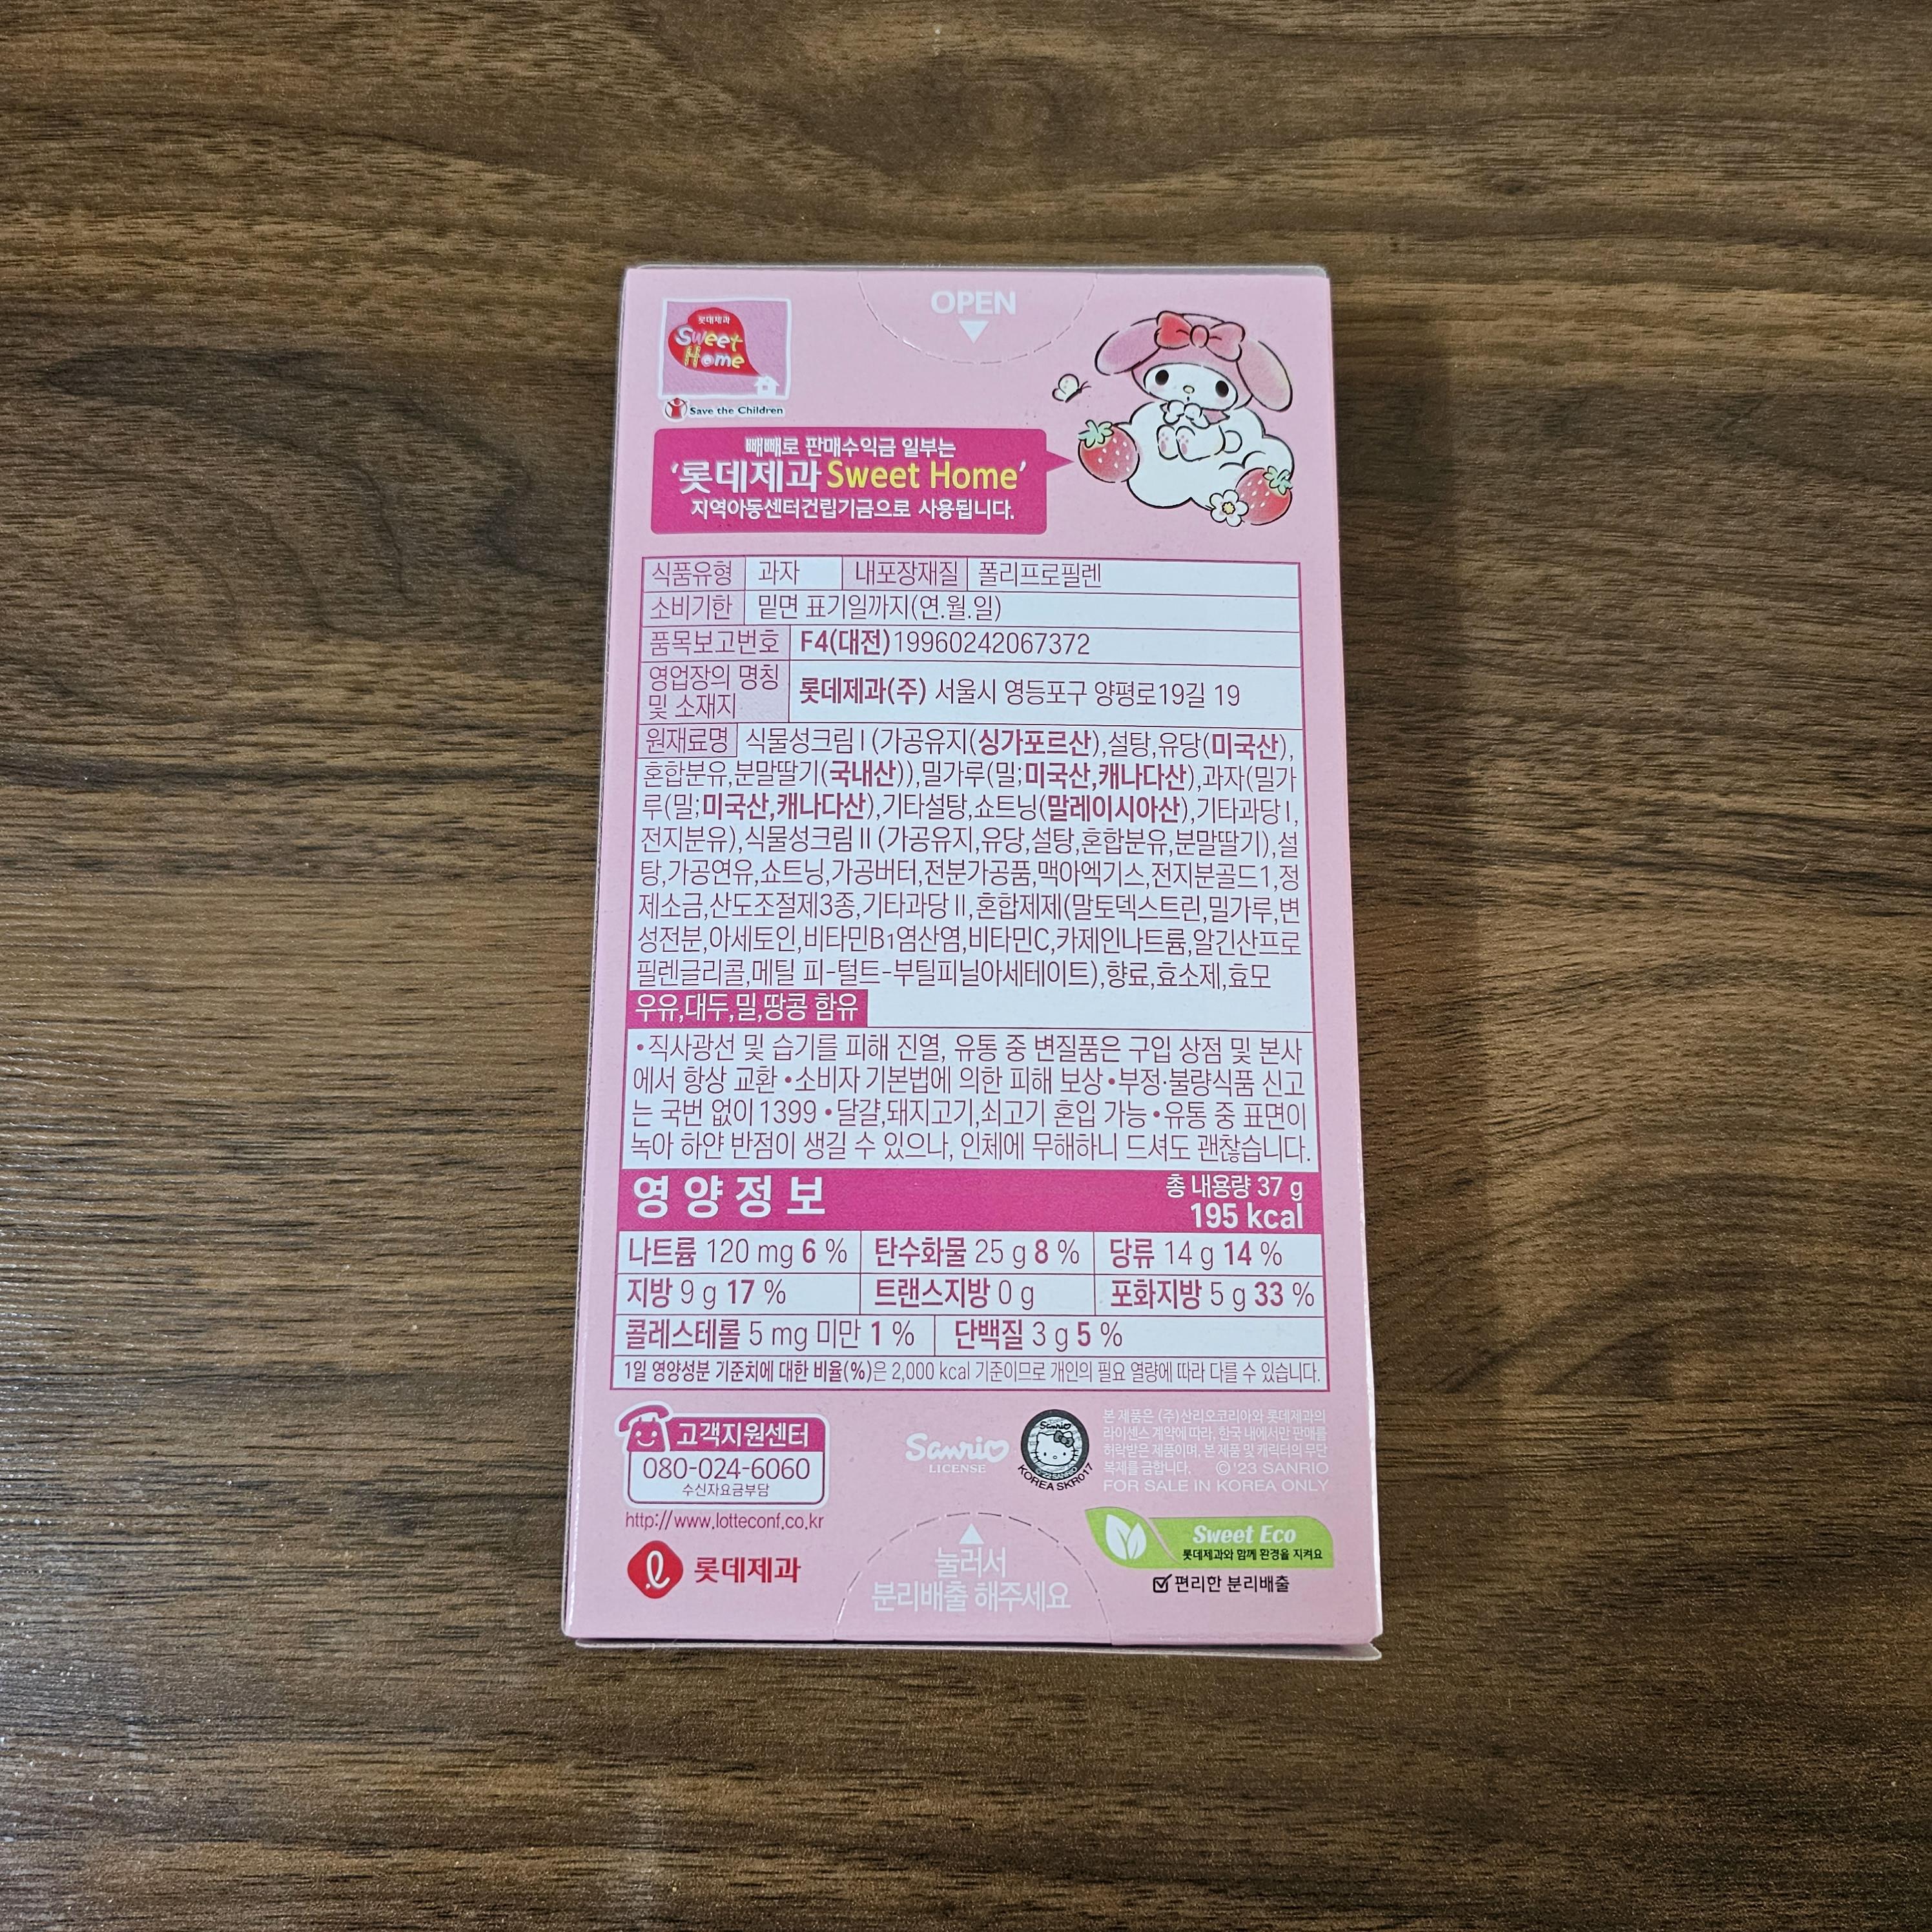 OPEN
롯데제과
Sweet
Home
Save the Children
빼빼로 판매수익금 일부는
'롯데제과 Sweet Home'
지역아동센터건립기금으로 사용됩니다.
식품유형 과자 내포장재질 폴리프로필렌
소비기한 밑면 표기일까지(연.월.일)
품목보고번호 F4(대전)19960242067372
영업장의 명칭 및 소재지 롯데제과(주) 서울시 영등포구 양평로19길 19
원재료명 식물성크림Ⅰ(가공유지(싱가포르산),설탕,유당(미국산),
혼합분유,분말딸기(국내산)),밀가루(밀;미국산,캐나다산),과자(밀가
루(밀;미국산,캐나다산),기타설탕,쇼트닝(말레이시아산),기타과당Ⅰ,
전지분유),식물성크림Ⅱ(가공유지,유당,설탕,혼합분유,분말딸기),설
탕,가공연유,쇼트닝,가공버터,전분가공품,맥아엑기스,전지분골드1,정
제소금,산도조절제3종,기타과당Ⅱ,혼합제제(말토덱스트린,밀가루,변
성전분,아세토인,비타민B₁염산염,비타민C,카제인나트륨,알긴산프로
필렌글리콜,메틸 피-털트-부틸피닐아세테이트),향료,효소제,효모
우유,대두,밀,땅콩 함유
•직사광선 및 습기를 피해 진열, 유통 중 변질품은 구입 상점 및 본사
에서 항상 교환 •소비자 기본법에 의한 피해 보상 •부정·불량식품 신고
는 국번 없이 1399 •달걀,돼지고기,쇠고기 혼입 가능 •유통 중 표면이
녹아 하얀 반점이 생길 수 있으나, 인체에 무해하니 드셔도 괜찮습니다.
영양정보 총 내용량 37 g
195 kcal
나트륨 120 mg 6 % 탄수화물 25 g 8 % 당류 14 g 14 %
지방 9 g 17 % 트랜스지방 0 g 포화지방 5 g 33 %
콜레스테롤 5 mg 미만 1 % 단백질 3 g 5 %
1일 영양성분 기준치에 대한 비율(%)은 2,000 kcal 기준이므로 개인의 필요 열량에 따라 다를 수 있습니다.
고객지원센터
080-024-6060
수신자요금부담
http://www.lotteconf.co.kr
롯데제과
Sanrio
LICENSE
Sanrio
KOREA SKR017
본 제품은 (주)산리오코리아와 롯데제과의
라이센스 계약에 따라, 한국 내에서만 판매를
허락받은 제품이며, 본 제품 및 캐릭터의 무단
복제를 금합니다. ©'23 SANRIO
FOR SALE IN KOREA ONLY
눌러서
분리배출 해주세요
Sweet Eco
롯데제과와 함께 환경을 지켜요
편리한 분리배출